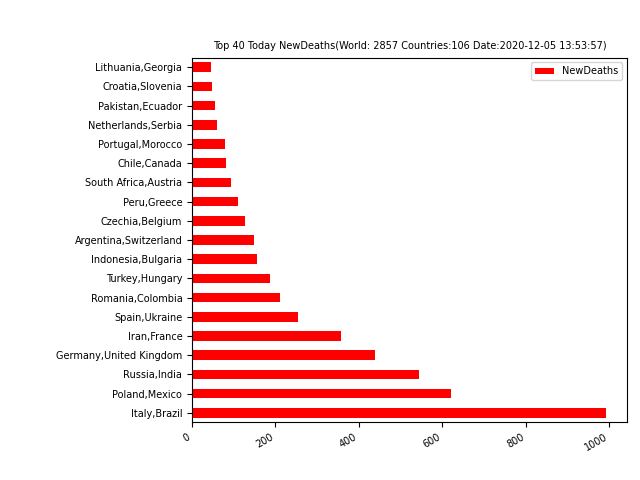 Top 40 Today NewDeaths(World: 2857 Countries:106 Date:2020-12-05 13:53:57)
NewDeaths
Lithuania,Georgia
Croatia,Slovenia
Pakistan,Ecuador
Netherlands,Serbia
Portugal,Morocco
Chile,Canada
South Africa,Austria
Peru,Greece
Czechia,Belgium
Argentina,Switzerland
Indonesia,Bulgaria
Turkey,Hungary
Romania,Colombia
Spain,Ukraine
Iran,France
Germany,United Kingdom
Russia,India
Poland,Mexico
Italy,Brazil
0
200
400
600
800
1000